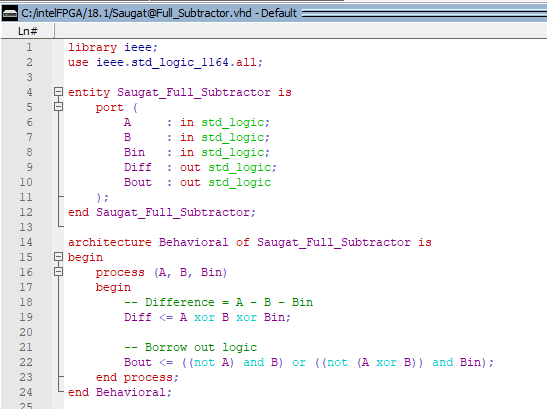 C:/intelFPGA/18.1/Saugat@Full_Subtractor.vhd - Default
Ln#
1 library ieee;
2 use ieee.std_logic_1164.all;
3
4 entity Saugat_Full_Subtractor is
5 port (
6 A : in std_logic;
7 B : in std_logic;
8 Bin : in std_logic;
9 Diff : out std_logic;
10 Bout : out std_logic
11 );
12 end Saugat_Full_Subtractor;
13
14 architecture Behavioral of Saugat_Full_Subtractor is
15 begin
16 process (A, B, Bin)
17 begin
18 -- Difference = A - B - Bin
19 Diff <= A xor B xor Bin;
20
21 -- Borrow out logic
22 Bout <= ((not A) and B) or ((not (A xor B)) and Bin);
23 end process;
24 end Behavioral;
25